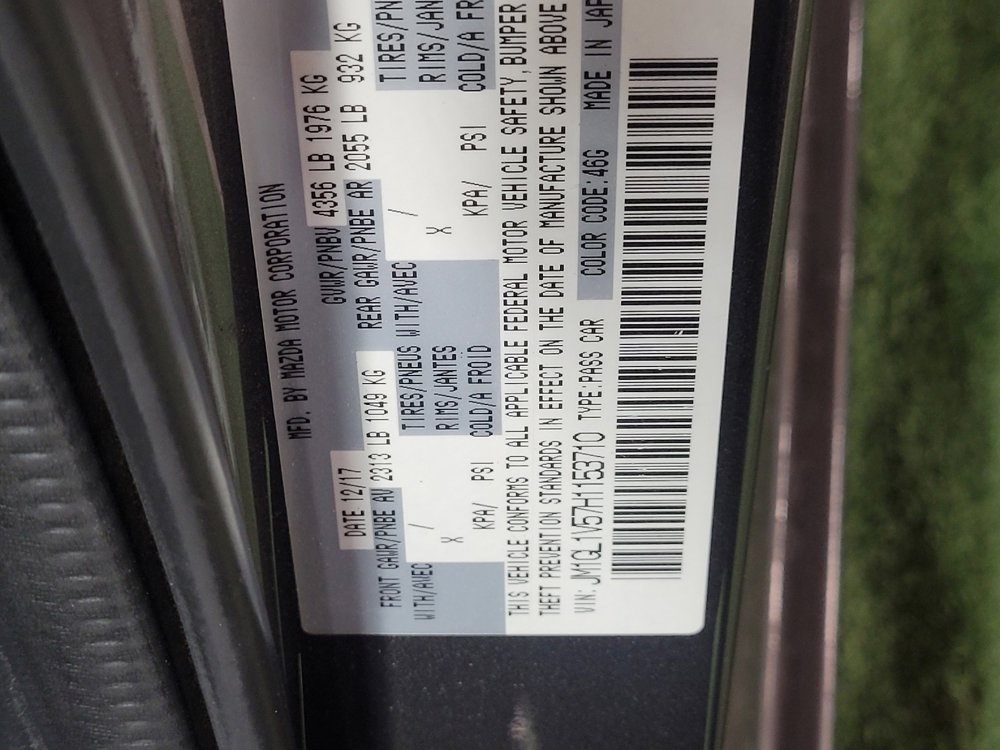 MFD. BY MAZDA MOTOR CORPORATION
DATE 12/17 GVWR/PNBV 4356 LB 1976 KG
FRONT GAWR/PNBE AV 2313 LB 1049 KG REAR GAWR/PNBE AR 2055 LB 932 KG
WITH/AVEC / TIRES/PNEUS WITH/AVEC / TIRES/PN
X RIMS/JANTES X RIMS/JAN
KPA/ PSI COLD/A FROID KPA/ PSI COLD/A FR
THIS VEHICLE CONFORMS TO ALL APPLICABLE FEDERAL MOTOR VEHICLE SAFETY, BUMPER
THEFT PREVENTION STANDARDS IN EFFECT ON THE DATE OF MANUFACTURE SHOWN ABOVE
VIN: JM1GL1V57H1153710 TYPE:PASS CAR COLOR CODE:46G MADE IN JAP